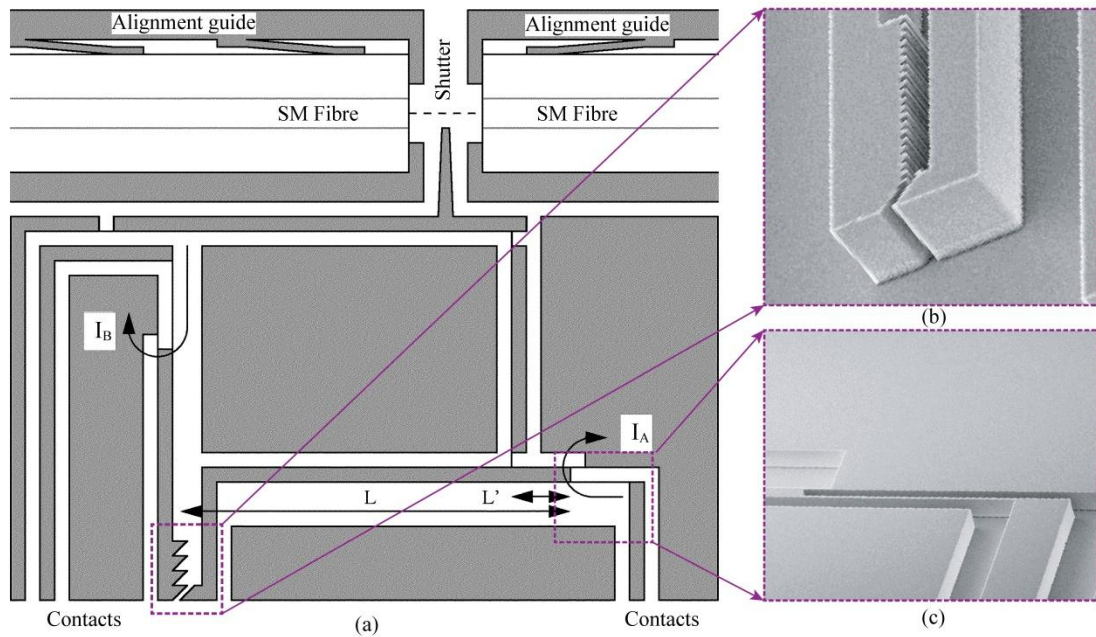 Alignment guide
Alignment guide
Shutter
SM Fibre
SM Fibre
I_B
I_A
L
L’
Contacts
Contacts
(a)
(b)
(c)